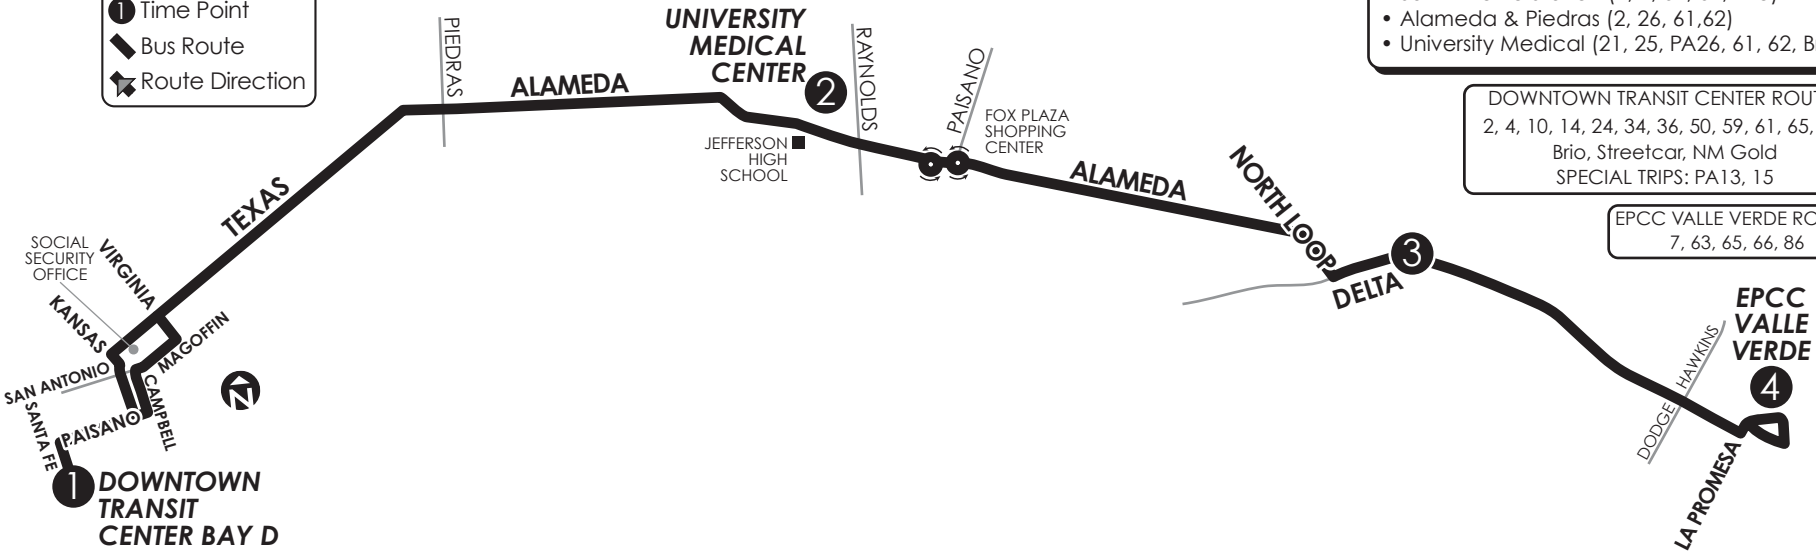 1 Time Point
Bus Route
Route Direction
UNIVERSITY
MEDICAL
CENTER
2
PIEDRAS
ALAMEDA
RAYNOLDS
PAISANO
FOX PLAZA
SHOPPING
CENTER
JEFFERSON
HIGH
SCHOOL
• Alameda & Piedras (2, 26, 61,62)
• University Medical (21, 25, PA26, 61, 62,
DOWNTOWN TRANSIT CENTER
2, 4, 10, 14, 24, 34, 36, 50, 59, 61, 65,
Brio, Streetcar, NM Gold
SPECIAL TRIPS: PA13, 15
EPCC VALLE VERDE
7, 63, 65, 66, 86
TEXAS
ALAMEDA
NORTH LOOP
3
DELTA
SOCIAL
SECURITY
OFFICE
VIRGINIA
KANSAS
MAGOFFIN
SAN ANTONIO
CAMPBELL
SANTA FE
PAISANO
N
1
DOWNTOWN
TRANSIT
CENTER BAY D
EPCC
VALLE
VERDE
4
HAWKINS
DODGE
LA PROMESA